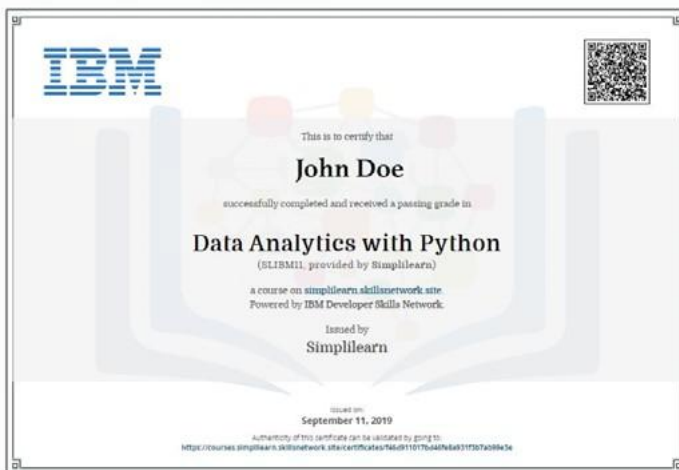 IBM
This is to certify that
John Doe
successfully completed and received a passing grade in
Data Analytics with Python
(SLIBM11, provided by Simplilearn)
a course on simplilearn.skillsnetwork.site.
Powered by IBM Developer Skills Network.
Issued by
Simplilearn
Issued on:
September 11, 2019
Authenticity of this certificate can be validated by going to: